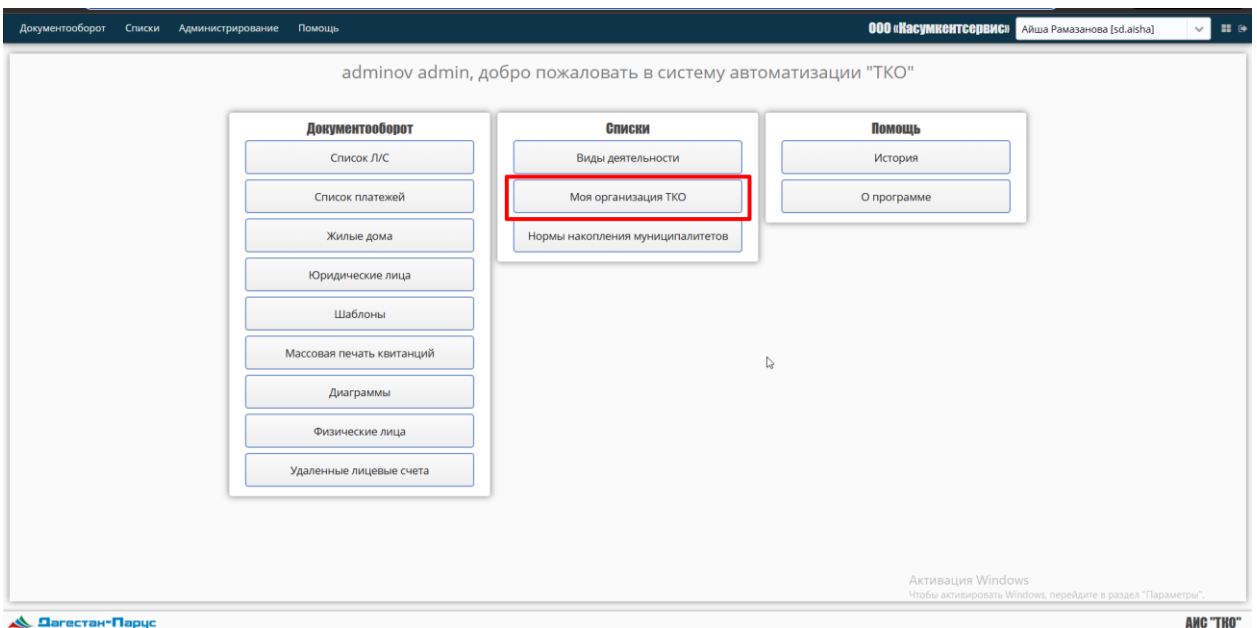 Документооборот Списки Администрирование Помощь ООО «Касумкентсервис» Айша Рамазанова [sd.aisha]
adminov admin, добро пожаловать в систему автоматизации "ТКО"
Документооборот
Список Л/С
Список платежей
Жилые дома
Юридические лица
Шаблоны
Массовая печать квитанций
Диаграммы
Физические лица
Удаленные лицевые счета
Списки
Виды деятельности
Моя организация ТКО
Нормы накопления муниципалитетов
Помощь
История
О программе
Активация Windows
Чтобы активировать Windows, перейдите в раздел "Параметры".
Дагестан-Парус АИС "ТКО"